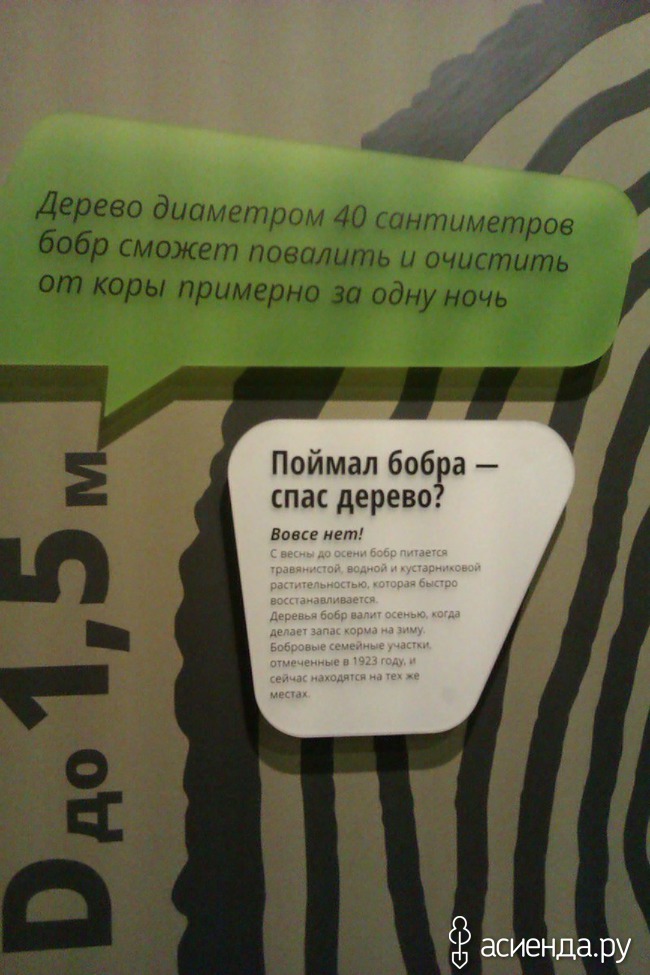 Дерево диаметром 40 сантиметров
бобр сможет повалить и очистить
от коры примерно за одну ночь
D до 1,5 м
Поймал бобра —
спас дерево?
Вовсе нет!
С весны до осени бобр питается
травянистой, водной и кустарниковой
растительностью, которая быстро
восстанавливается.
Деревья бобр валит осенью, когда
делает запас корма на зиму.
Бобровые семейные участки,
отмеченные в 1923 году, и
сейчас находятся на тех же
местах.
асиенда.ру